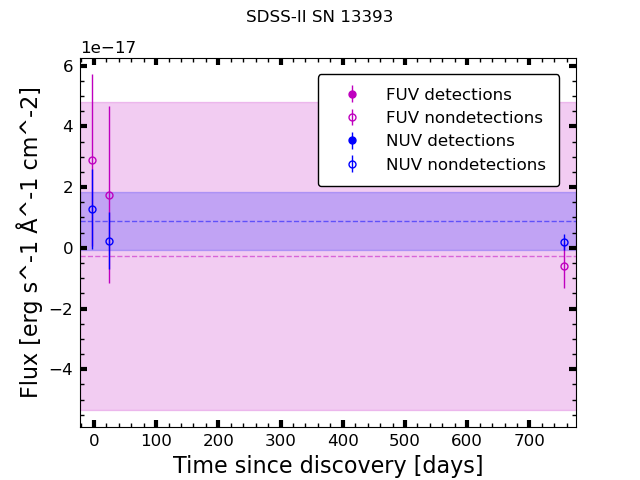 SDSS-II SN 13393
1e−17
6
4
2
0
−2
−4
0 100 200 300 400 500 600 700
Flux [erg s^-1 Å^-1 cm^-2]
Time since discovery [days]
FUV detections
FUV nondetections
NUV detections
NUV nondetections